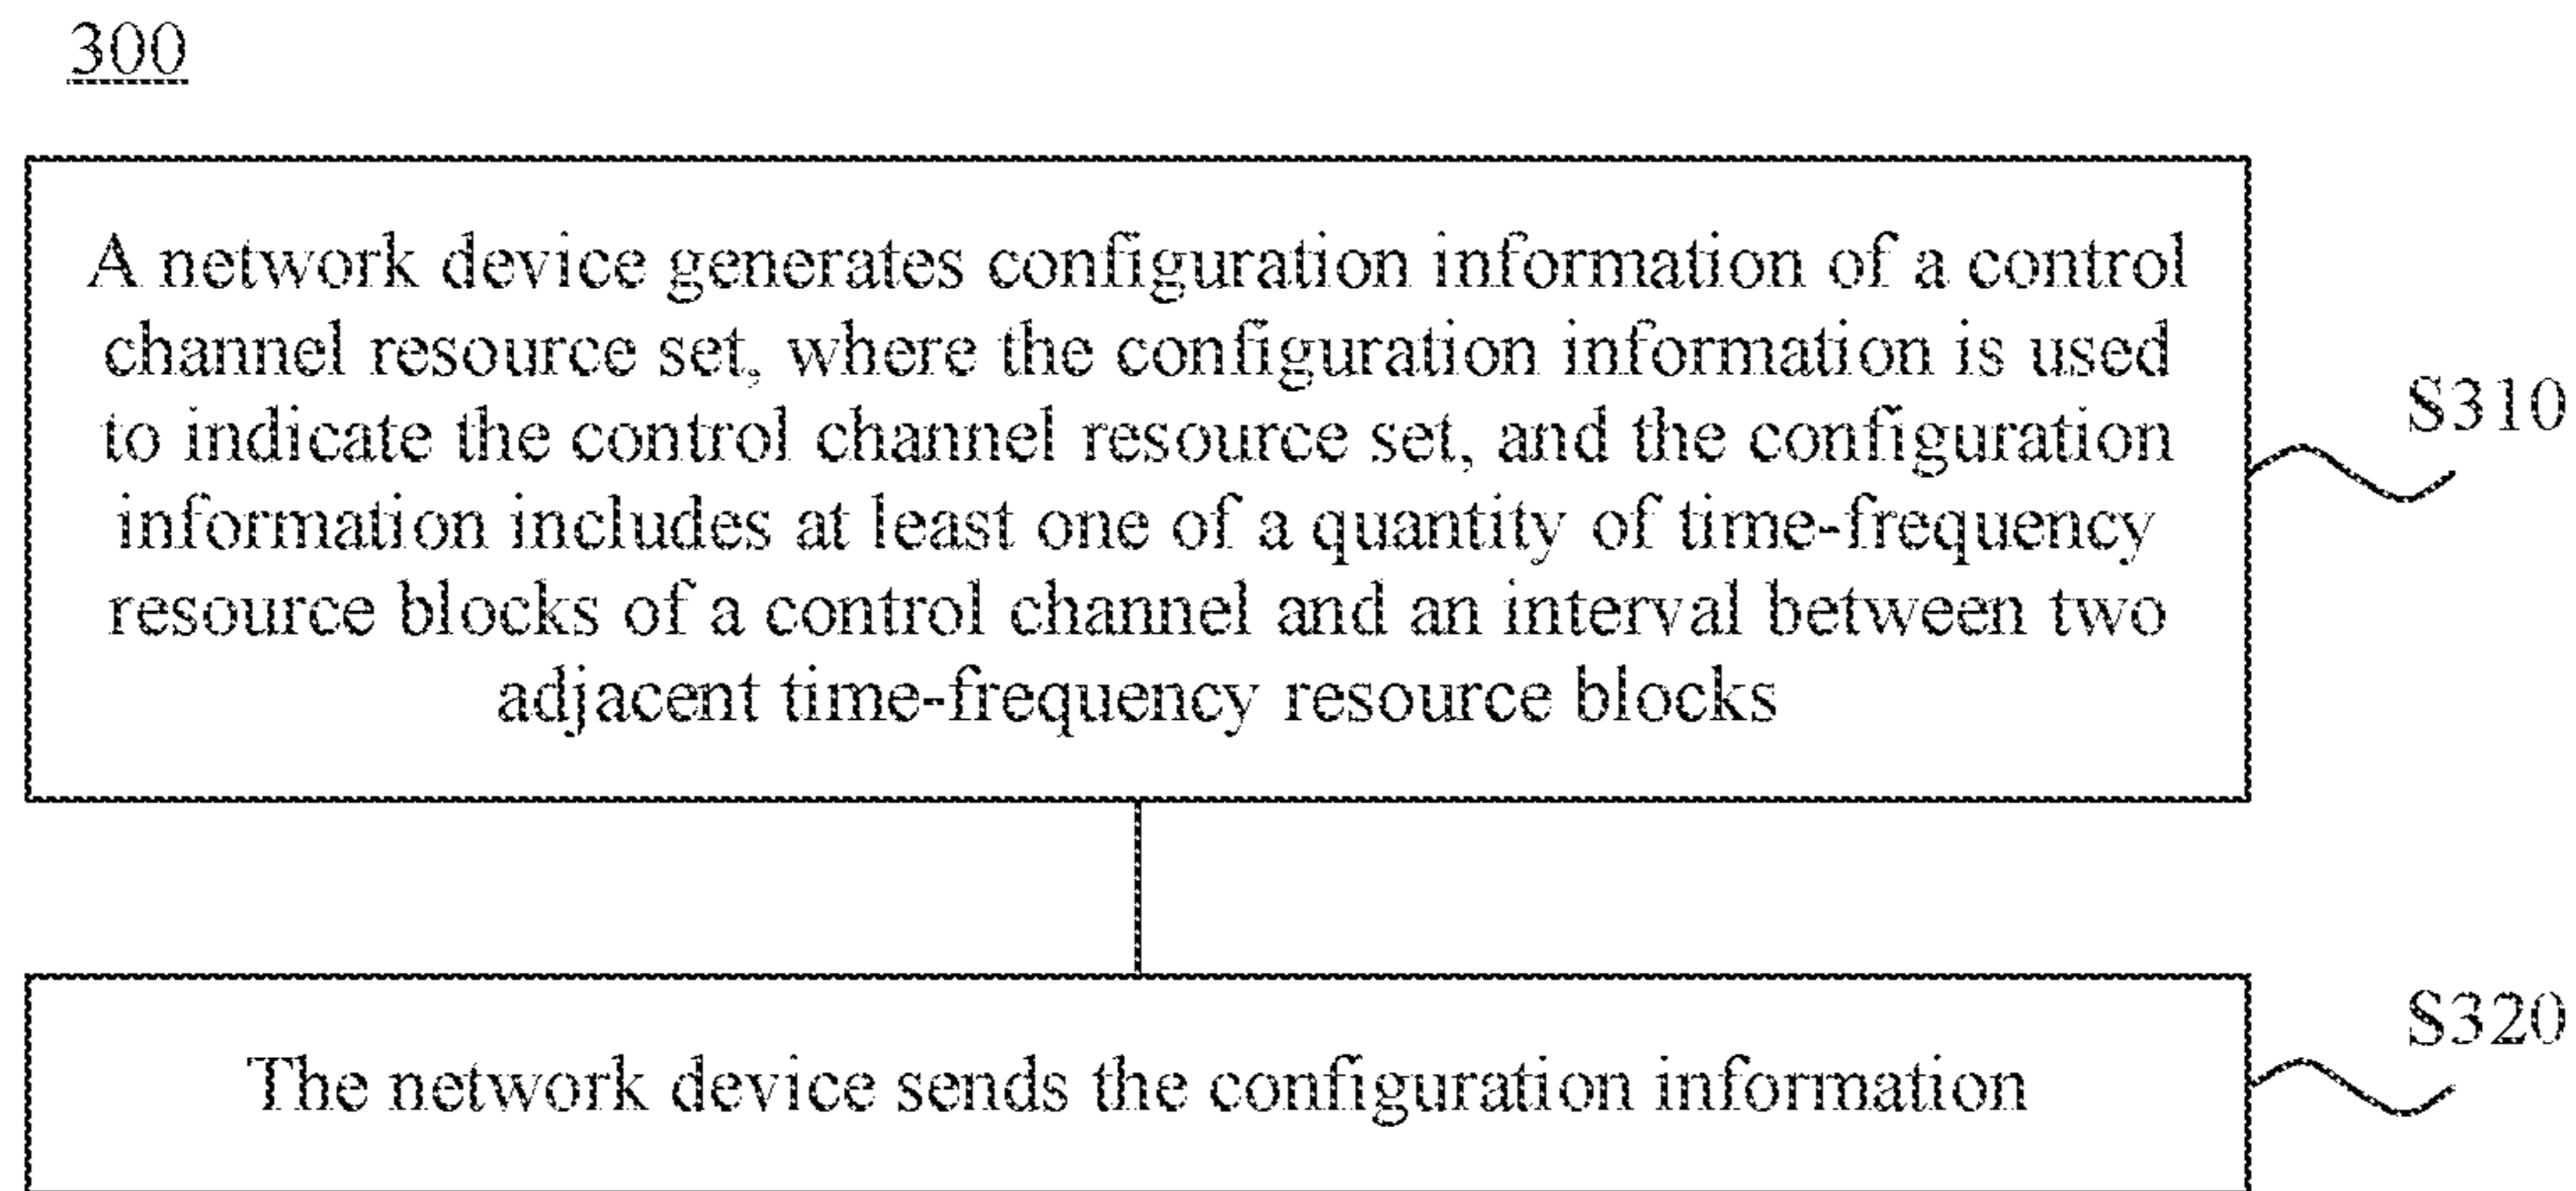 300
A network device generates configuration information of a control
channel resource set, where the configuration information is used
to indicate the control channel resource set, and the configuration
information includes at least one of a quantity of time-frequency
resource blocks of a control channel and an interval between two
adjacent time-frequency resource blocks
S310
The network device sends the configuration information
S320